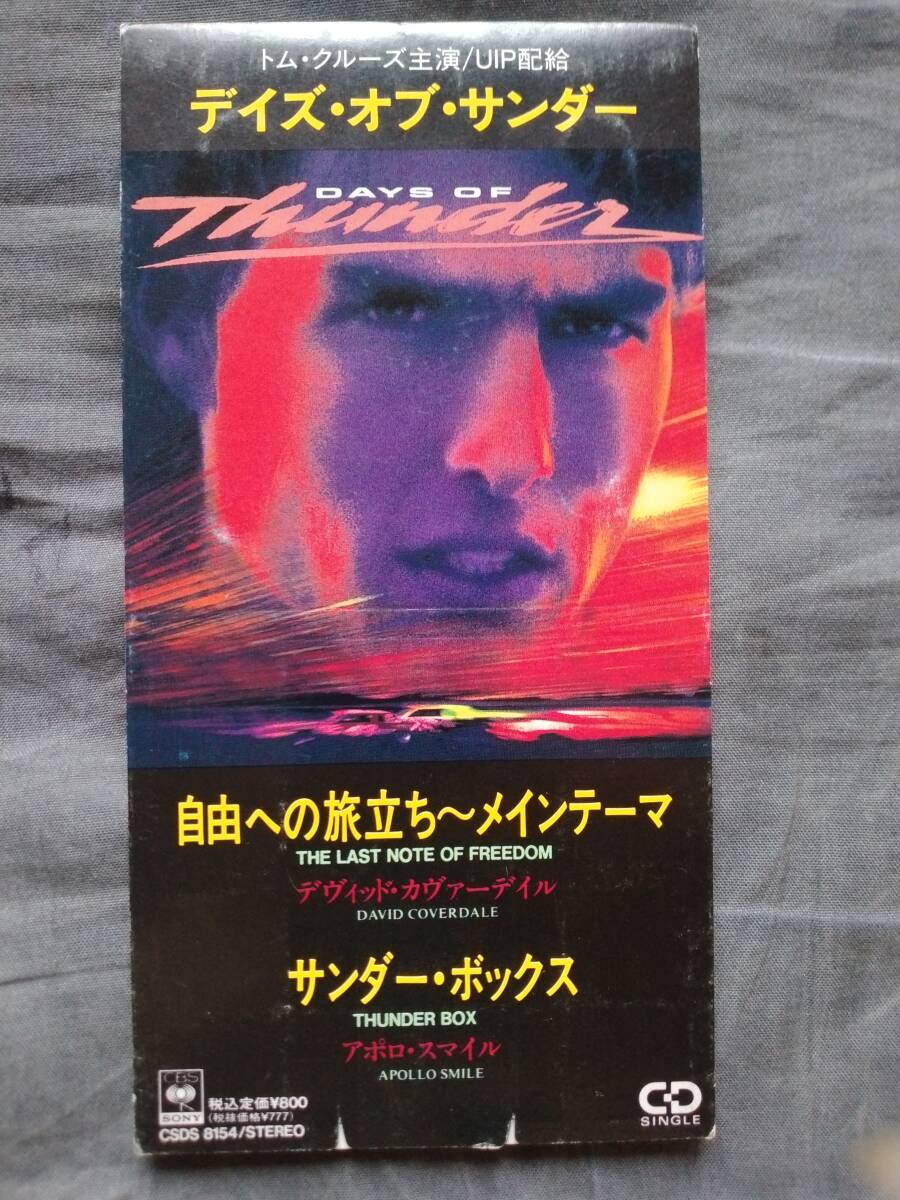 トム・クルーズ主演/UIP配給
デイズ・オブ・サンダー
DAYS OF
Thunder
自由への旅立ち〜メインテーマ
THE LAST NOTE OF FREEDOM
デヴィッド・カヴァーデイル
DAVID COVERDALE
サンダー・ボックス
THUNDER BOX
アポロ・スマイル
APOLLO SMILE
CBS
SONY
税込定価¥800
(税抜価格¥777)
CSDS 8154/STEREO
CD
SINGLE